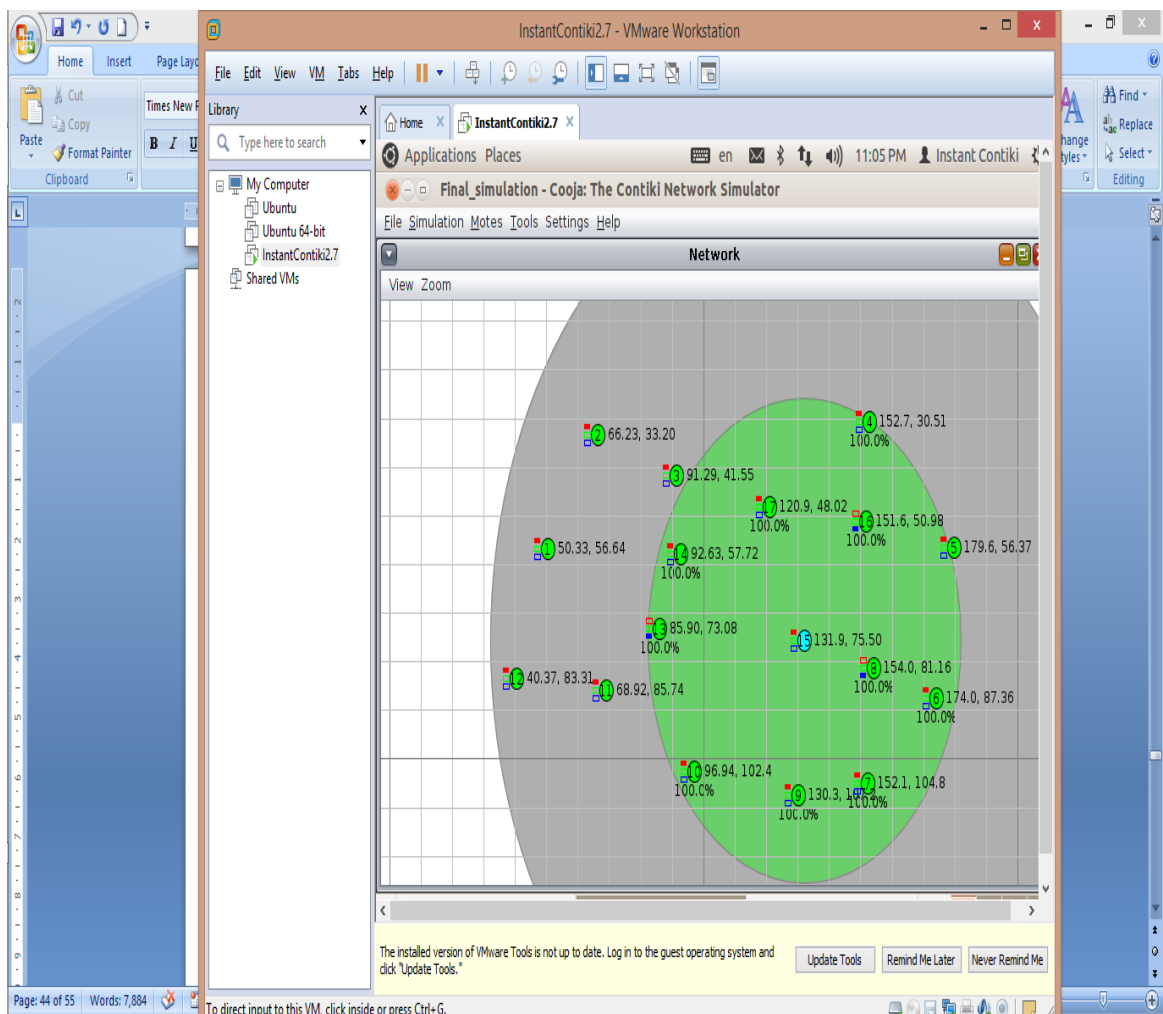 InstantContiki2.7 - VMware Workstation
Home Insert Page Layo
File Edit View VM Tabs Help
Cut
Copy
Paste
Format Painter
Clipboard
Times New R
B I U
Find
Replace
Select
Editing
hange
tyles
Library x
Type here to search
My Computer
Ubuntu
Ubuntu 64-bit
InstantContiki2.7
Shared VMs
Home × InstantContiki2.7 ×
Applications Places en 11:05 PM Instant Contiki
Final_simulation - Cooja: The Contiki Network Simulator
File Simulation Motes Tools Settings Help
Network
View Zoom
4 152.7, 30.51
100.0%
2 66.23, 33.20
3 91.29, 41.55
17 120.9, 48.02
100.0%
16 151.6, 50.98
100.0%
1 50.33, 56.64
14 92.63, 57.72
100.0%
5 179.6, 56.37
13 85.90, 73.08
100.0%
15 131.9, 75.50
12 40.37, 83.31
11 68.92, 85.74
8 154.0, 81.16
100.0%
6 174.0, 87.36
100.0%
10 96.94, 102.4
100.0%
9 130.3,
100.0%
7 152.1, 104.8
100.0%
The installed version of VMware Tools is not up to date. Log in to the guest operating system and
click "Update Tools."
Update Tools Remind Me Later Never Remind Me
Page: 44 of 55 Words: 7,884
To direct input to this VM, click inside or press Ctrl+G.